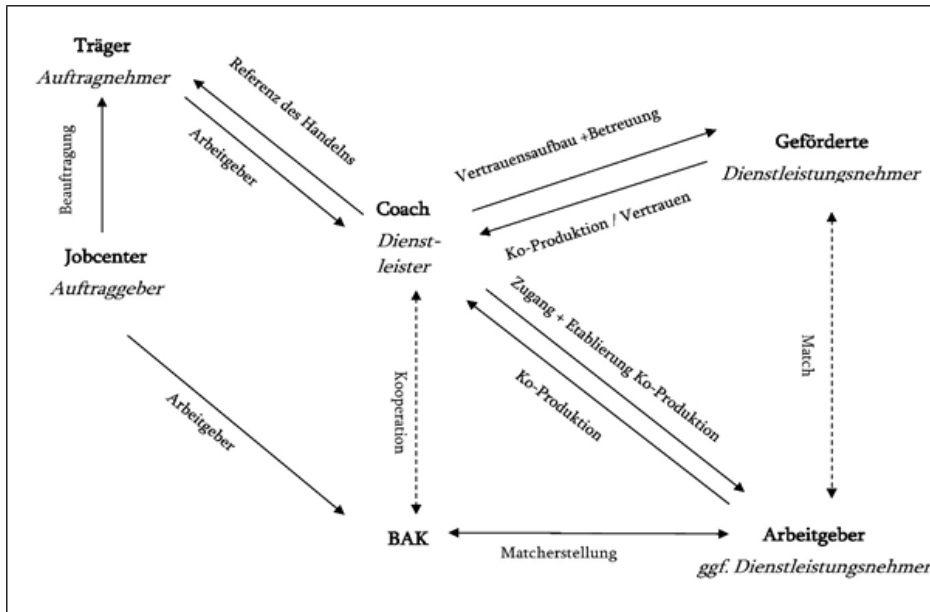 Träger
Auftragnehmer
Referenz des Handelns
Arbeitgeber
Beauftragung
Vertrauensaufbau +Betreuung
Geförderte
Dienstleistungsnehmer
Ko-Produktion / Vertrauen
Coach
Dienst-
leister
Jobcenter
Auftraggeber
Zugang + Etablierung Ko-Produktion
Ko-Produktion
Kooperation
Match
Arbeitgeber
BAK
Matcherstellung
Arbeitgeber
ggf. Dienstleistungsnehmer